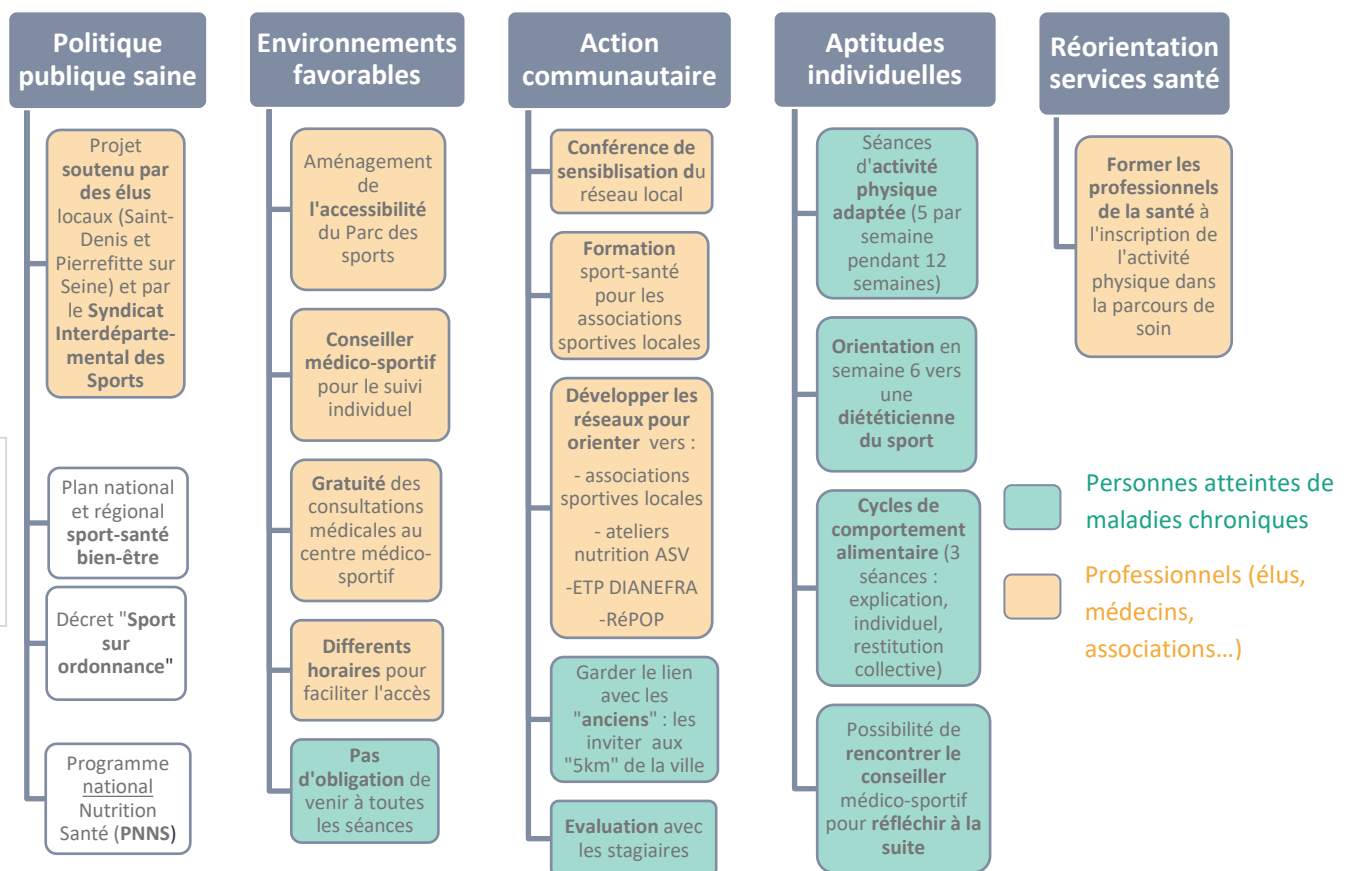 Politique
publique saine
Projet
soutenu par
des élus
locaux (Saint-
Denis et
Pierrefitte sur
Seine) et par
le Syndicat
Interdéparte-
mental des
Sports
Plan national
et régional
sport-santé
bien-être
Décret "Sport
sur
ordonnance"
Programme
national
Nutrition
Santé (PNNS)
Environnements
favorables
Aménagement
de
l'accessibilité
du Parc des
sports
Conseiller
médico-sportif
pour le suivi
individuel
Gratuité des
consultations
médicales au
centre médico-
sportif
Differents
horaires pour
faciliter l'accès
Pas
d'obligation de
venir à toutes
les séances
Action
communautaire
Conférence de
sensiblisation du
réseau local
Formation
sport-santé
pour les
associations
sportives locales
Développer les
réseaux pour
orienter vers :
- associations
sportives locales
- ateliers
nutrition ASV
-ETP DIANEFRA
-RéPOP
Garder le lien
avec les
"anciens" : les
inviter aux
"5km" de la ville
Evaluation avec
les stagiaires
Aptitudes
individuelles
Séances
d'activité
physique
adaptée (5 par
semaine
pendant 12
semaines)
Orientation en
semaine 6 vers
une
diététicienne
du sport
Cycles de
comportement
alimentaire (3
séances :
explication,
individuel,
restitution
collective)
Possibilité de
rencontrer le
conseiller
médico-sportif
pour réfléchir à la
suite
Réorientation
services santé
Former les
professionnels
de la santé à
l'inscription de
l'activité
physique dans
la parcours de
soin
Personnes atteintes de
maladies chroniques
Professionnels (élus,
médecins,
associations…)